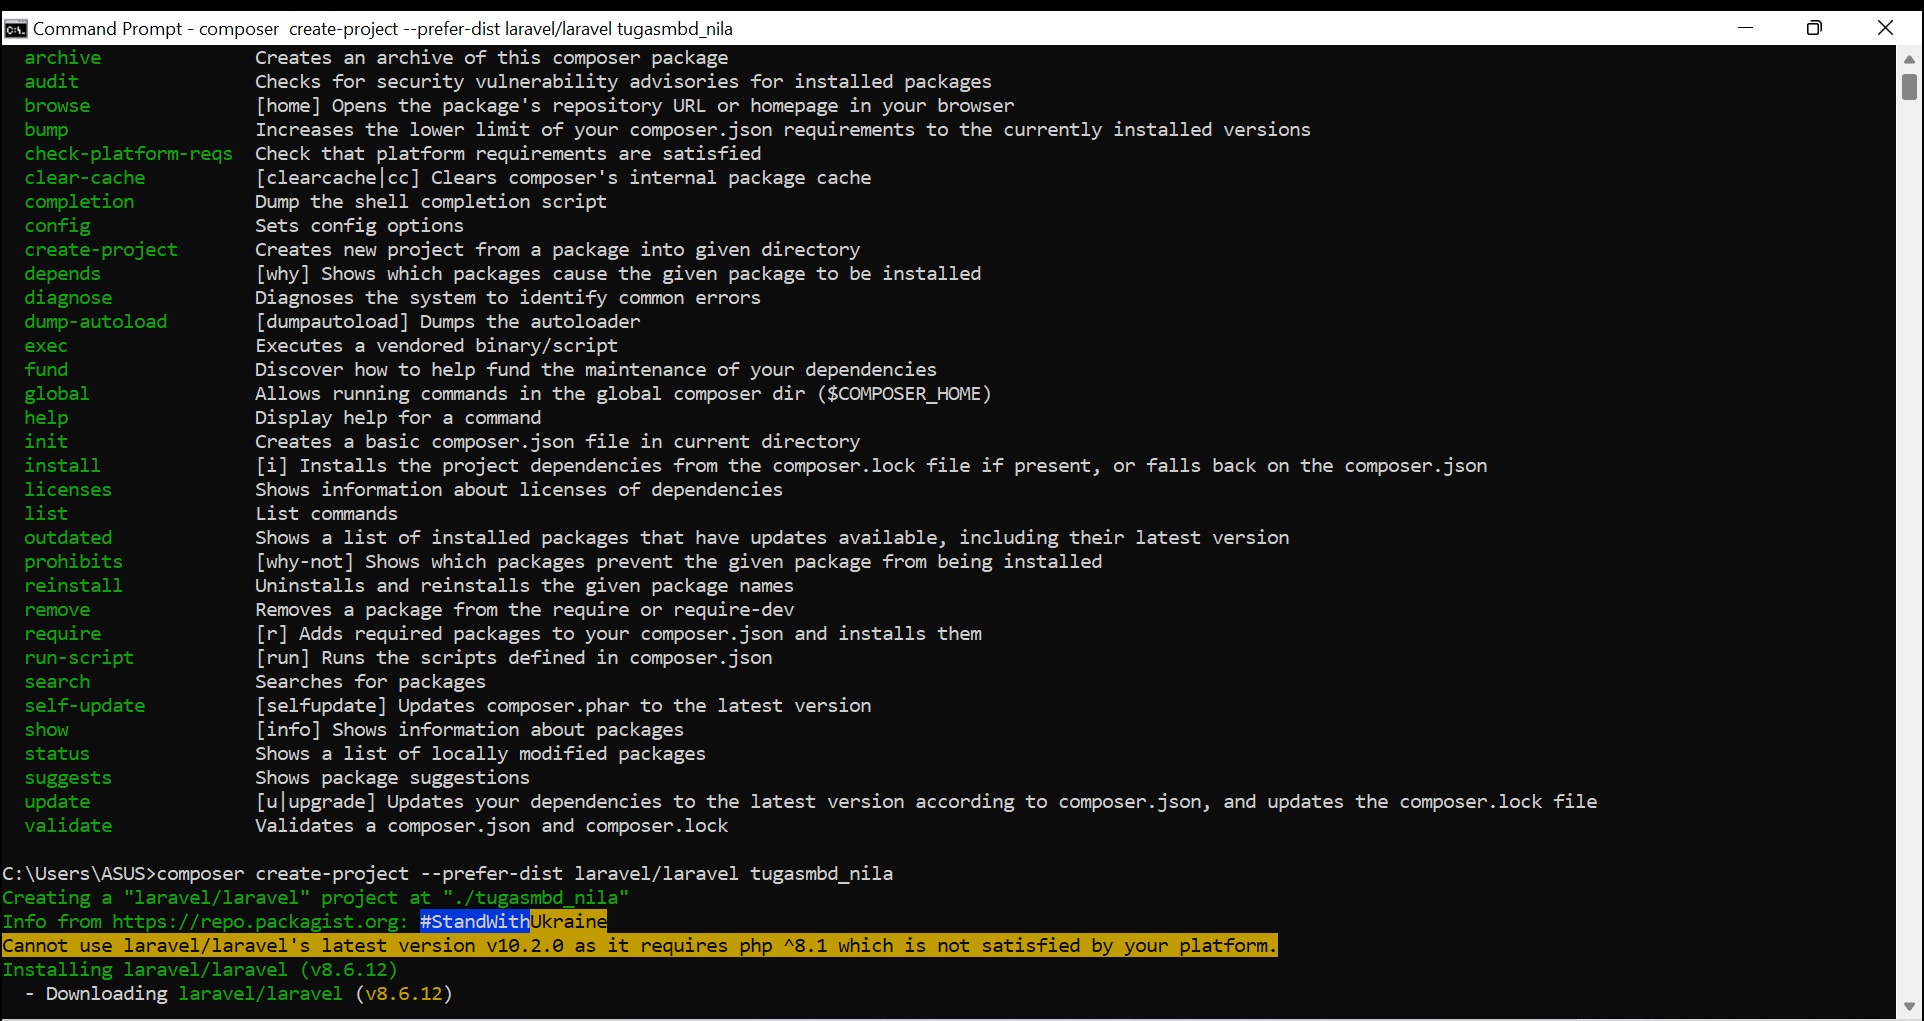 Command Prompt - composer  create-project --prefer-dist laravel/laravel tugasmbd_nila
archive             Creates an archive of this composer package
audit               Checks for security vulnerability advisories for installed packages
browse              [home] Opens the package's repository URL or homepage in your browser
bump                Increases the lower limit of your composer.json requirements to the currently installed versions
check-platform-reqs  Check that platform requirements are satisfied
clear-cache         [clearcache|cc] Clears composer's internal package cache
completion          Dump the shell completion script
config              Sets config options
create-project      Creates new project from a package into given directory
depends             [why] Shows which packages cause the given package to be installed
diagnose            Diagnoses the system to identify common errors
dump-autoload       [dumpautoload] Dumps the autoloader
exec                Executes a vendored binary/script
fund                Discover how to help fund the maintenance of your dependencies
global              Allows running commands in the global composer dir ($COMPOSER_HOME)
help                Display help for a command
init                Creates a basic composer.json file in current directory
install             [i] Installs the project dependencies from the composer.lock file if present, or falls back on the composer.json
licenses            Shows information about licenses of dependencies
list                List commands
outdated            Shows a list of installed packages that have updates available, including their latest version
prohibits           [why-not] Shows which packages prevent the given package from being installed
reinstall           Uninstalls and reinstalls the given package names
remove              Removes a package from the require or require-dev
require             [r] Adds required packages to your composer.json and installs them
run-script          [run] Runs the scripts defined in composer.json
search              Searches for packages
self-update         [selfupdate] Updates composer.phar to the latest version
show                [info] Shows information about packages
status              Shows a list of locally modified packages
suggests            Shows package suggestions
update              [u|upgrade] Updates your dependencies to the latest version according to composer.json, and updates the composer.lock file
validate            Validates a composer.json and composer.lock
C:\Users\ASUS>composer create-project --prefer-dist laravel/laravel tugasmbd_nila
Creating a "laravel/laravel" project at "./tugasmbd_nila"
Info from https://repo.packagist.org: #StandWithUkraine
Cannot use laravel/laravel's latest version v10.2.0 as it requires php ^8.1 which is not satisfied by your platform.
Installing laravel/laravel (v8.6.12)
- Downloading laravel/laravel (v8.6.12)